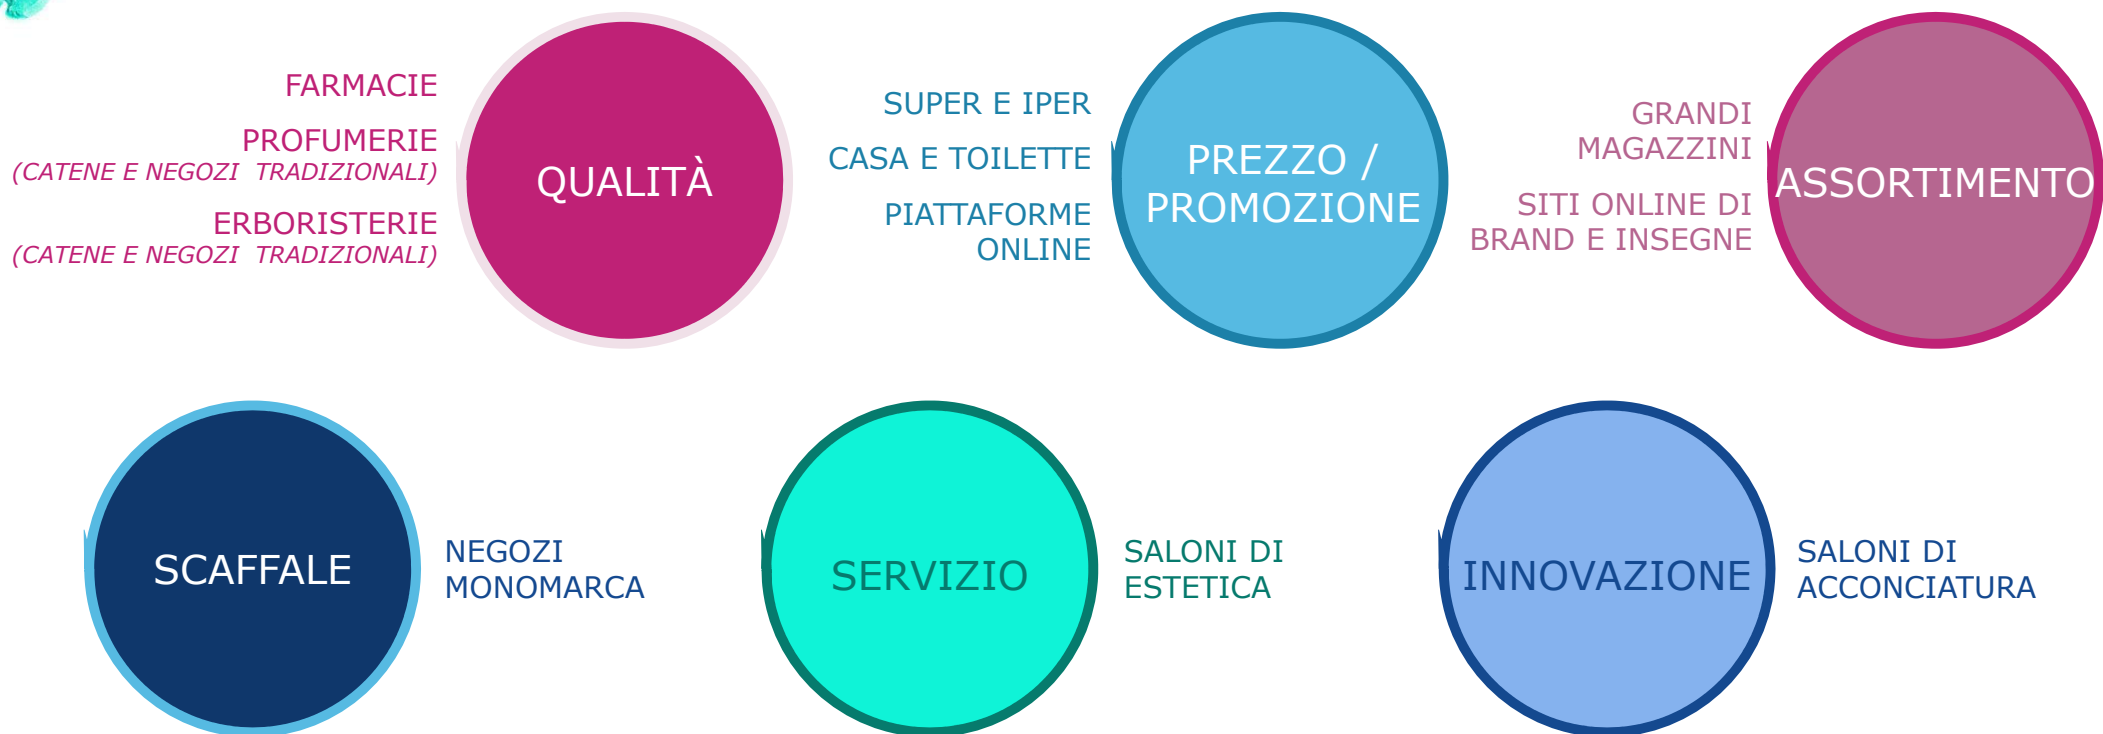 FARMACIE
PROFUMERIE
(CATENE E NEGOZI TRADIZIONALI)
ERBORISTERIE
(CATENE E NEGOZI TRADIZIONALI)
QUALITÀ
SUPER E IPER
CASA E TOILETTE
PIATTAFORME
ONLINE
PREZZO /
PROMOZIONE
GRANDI
MAGAZZINI
SITI ONLINE DI
BRAND E INSEGNE
ASSORTIMENTO
SCAFFALE
NEGOZI
MONOMARCA
SERVIZIO
SALONI DI
ESTETICA
INNOVAZIONE
SALONI DI
ACCONCIATURA